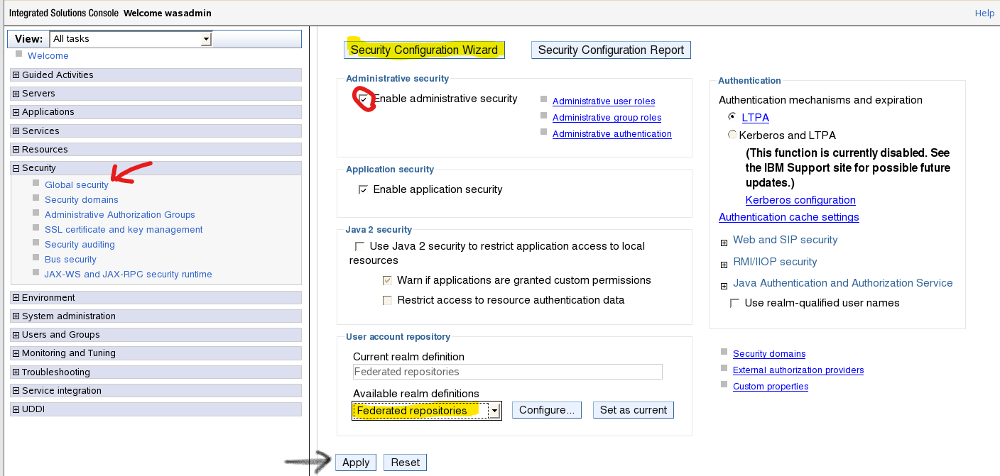 Integrated Solutions Console Welcome wasadmin
Help
View: All tasks
Welcome
Guided Activities
Servers
Applications
Services
Resources
Security
Global security
Security domains
Administrative Authorization Groups
SSL certificate and key management
Security auditing
Bus security
JAX-WS and JAX-RPC security runtime
Environment
System administration
Users and Groups
Monitoring and Tuning
Troubleshooting
Service integration
UDDI
Security Configuration Wizard
Security Configuration Report
Administrative security
Enable administrative security
Administrative user roles
Administrative group roles
Administrative authentication
Application security
Enable application security
Java 2 security
Use Java 2 security to restrict application access to local
resources
Warn if applications are granted custom permissions
Restrict access to resource authentication data
User account repository
Current realm definition
Federated repositories
Available realm definitions
Federated repositories
Configure...
Set as current
Apply
Reset
Authentication
Authentication mechanisms and expiration
LTPA
Kerberos and LTPA
(This function is currently disabled. See
the IBM Support site for possible future
updates.)
Kerberos configuration
Authentication cache settings
Web and SIP security
RMI/IIOP security
Java Authentication and Authorization Service
Use realm-qualified user names
Security domains
External authorization providers
Custom properties